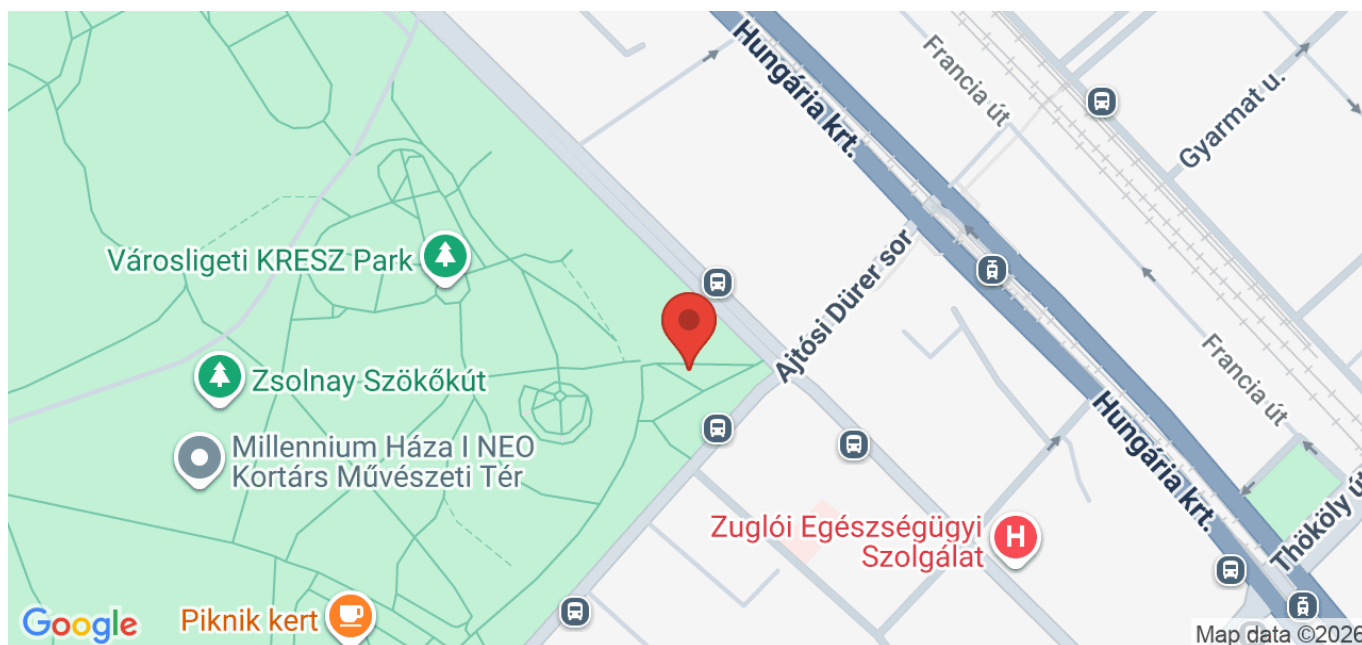 Hungária krt.
Francia út
Gyarmat u.
Városligeti KRESZ Park
Ajtósi Dürer sor
Zsolnay Szökőkút
Francia út
Millennium Háza I NEO
Kortárs Művészeti Tér
Hungária krt.
Zuglói Egészségügyi
Szolgálat
H
Thököly út
Piknik kert
Google
Map data ©2026